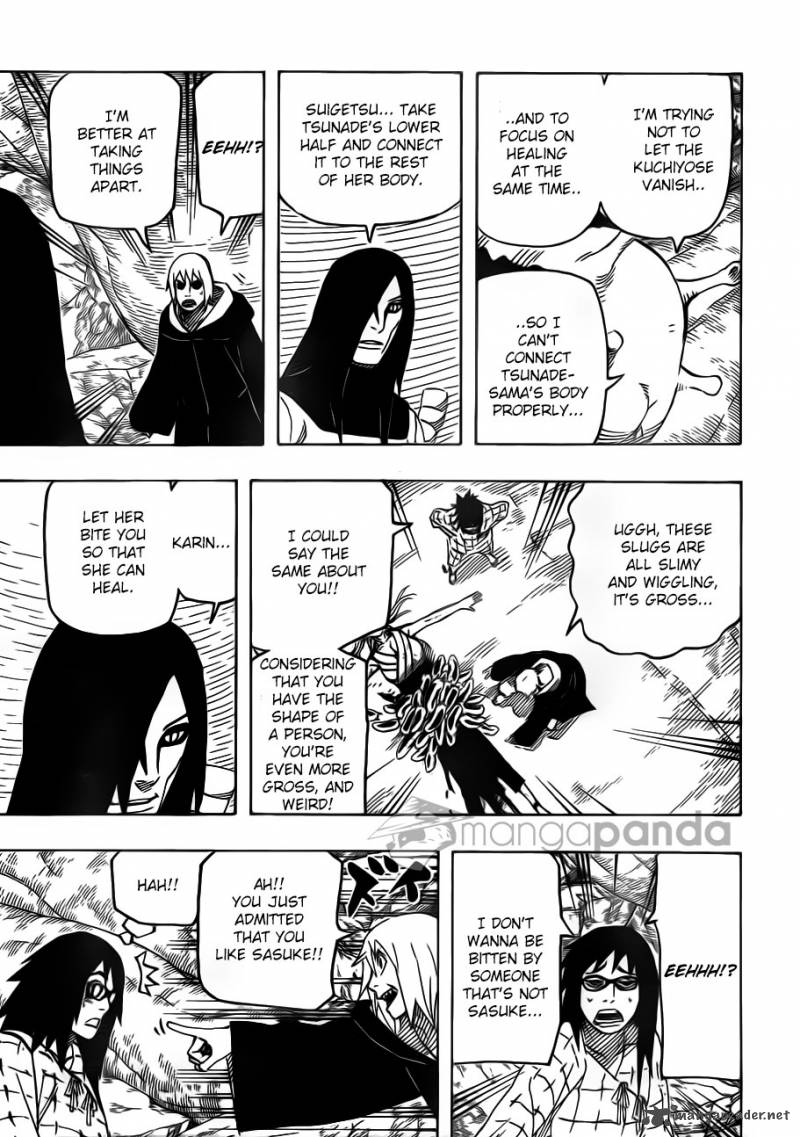 I'M
TRYING
NOT TO
LET THE
KUCHIYOSE
VANISH..
..AND TO
FOCUS ON
HEALING
AT THE
SAME TIME..
..SO I
CAN'T
CONNECT
TSUNADE-
SAMA'S BODY
PROPERLY...
SUIGETSU... TAKE
TSUNADE'S LOWER
HALF AND CONNECT
IT TO THE REST
OF HER BODY.
EEHH!?
I'M
BETTER AT
TAKING
THINGS
APART.
UGGH, THESE
SLUGS ARE
ALL SLIMY
AND WIGGLING,
IT'S GROSS...
I COULD
SAY THE
SAME ABOUT
YOU!!
CONSIDERING
THAT YOU
HAVE THE
SHAPE OF
A PERSON,
YOU'RE
EVEN MORE
GROSS, AND
WEIRD!
KARIN...
LET HER
BITE YOU
SO THAT
SHE CAN
HEAL.
mangapanda
EEHHH!?
I DON'T
WANNA BE
BITTEN BY
SOMEONE
THAT'S NOT
SASUKE...
AH!!
YOU JUST
ADMITTED
THAT YOU
LIKE SASUKE!!
HAH!!
mangareader.net